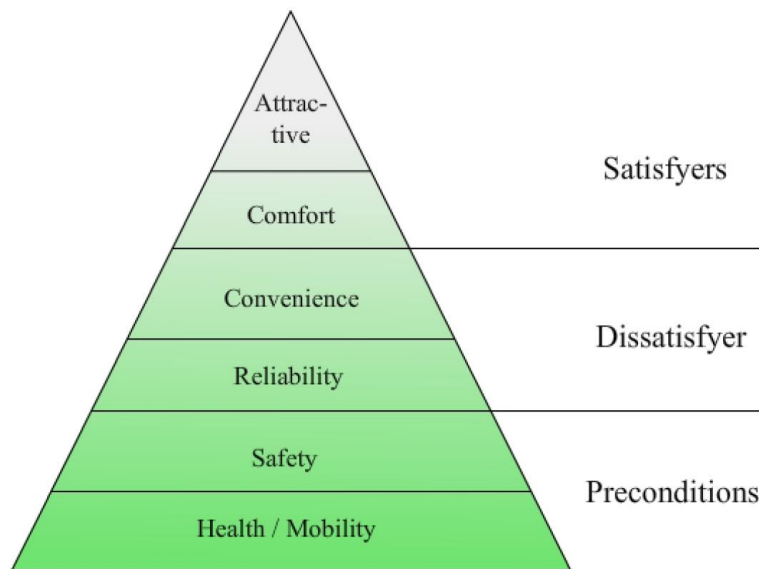 Attrac-
tive
Satisfyers
Comfort
Convenience
Dissatisfyer
Reliability
Safety
Preconditions
Health / Mobility